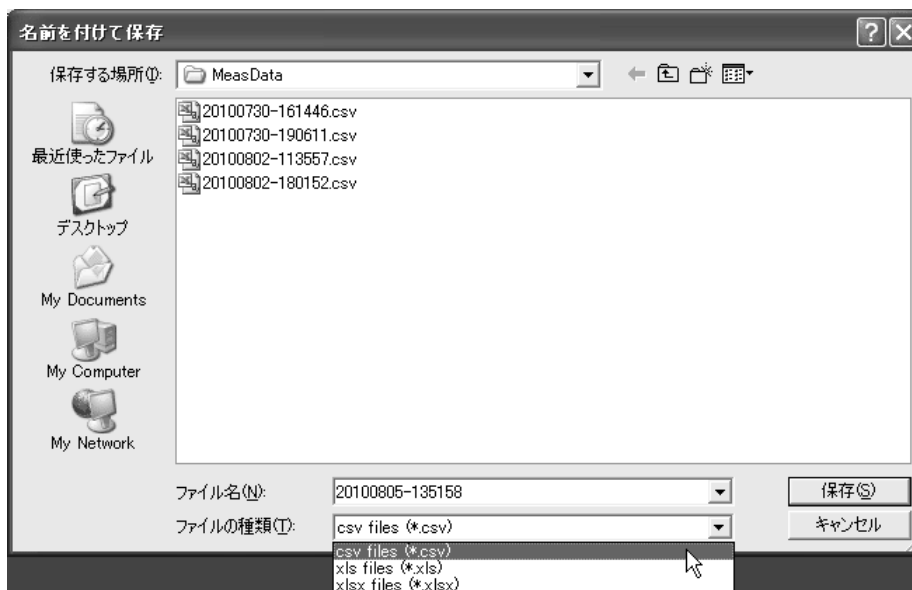 名前を付けて保存
保存する場所(I):
MeasData
20100730-161446.csv
20100730-190611.csv
20100802-113557.csv
20100802-180152.csv
最近使ったファイル
デスクトップ
My Documents
My Computer
My Network
ファイル名(N):
20100805-135158
保存(S)
ファイルの種類(T):
csv files (*.csv)
キャンセル
csv files (*.csv)
xls files (*.xls)
xlsx files (*.xlsx)